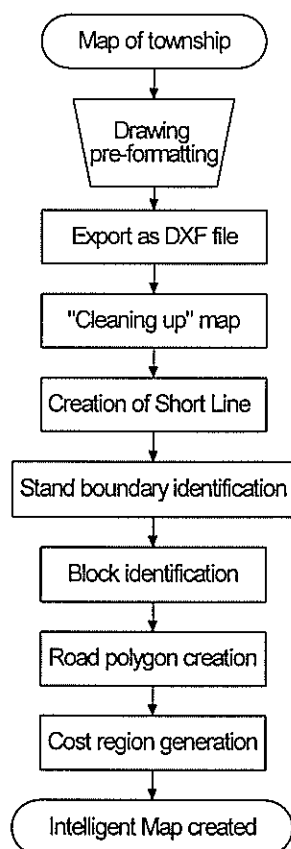 Map of township
Drawing
pre-formatting
Export as DXF file
"Cleaning up" map
Creation of Short Line
Stand boundary identification
Block identification
Road polygon creation
Cost region generation
Intelligent Map created